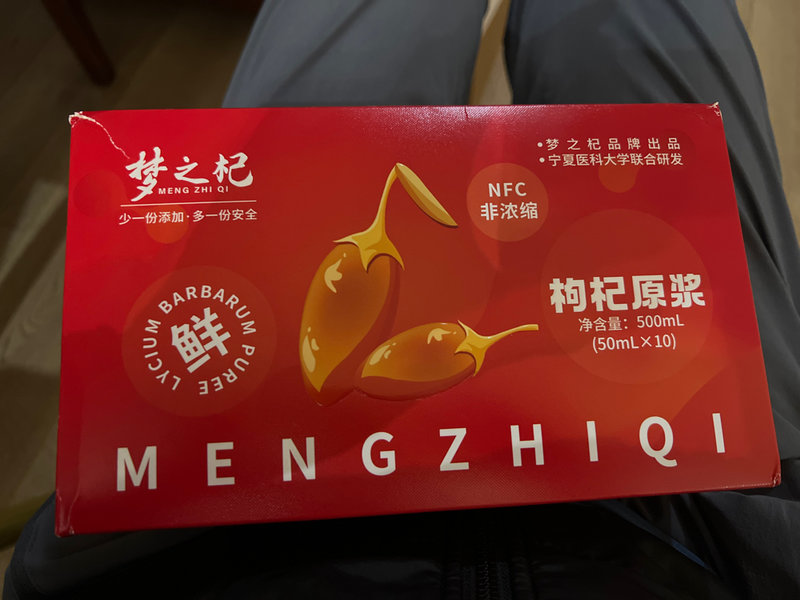 梦之杞
MENG ZHI QI
少一份添加·多一份安全
•梦之杞品牌出品
•宁夏医科大学联合研发
NFC
非浓缩
LYCIUM BARBARUM PUREE
鲜
枸杞原浆
净含量：500mL
(50mL×10)
MENGZHIQI